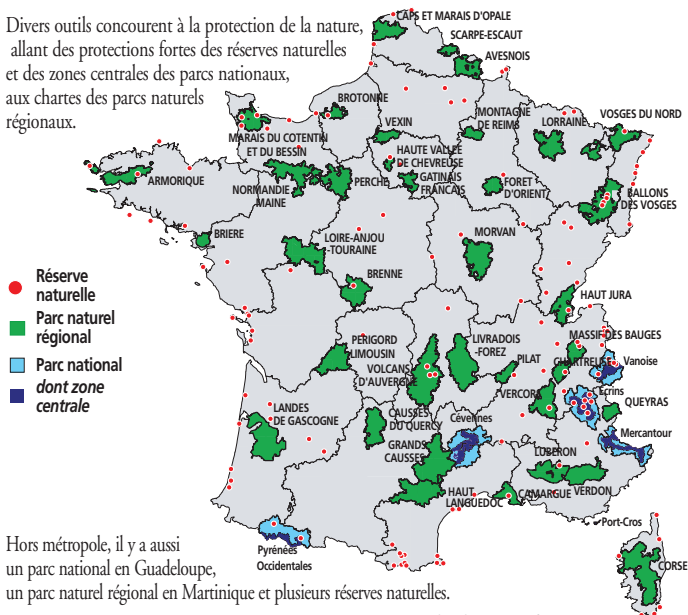 Divers outils concourent à la protection de la nature,
allant des protections fortes des réserves naturelles
et des zones centrales des parcs nationaux,
aux chartes des parcs naturels
régionaux.
CAPS ET MARAIS D'OPALE
SCARPE-ESCAUT
AVESNOIS
BROTONNE
VEXIN
MONTAGNE
DE REIMS
LORRAINE
VOSGES DU NORD
MARAIS DU COTENTIN
ET DU BESSIN
HAUTE VALLEE
DE CHEVREUSE
GATINAIS
FRANCAIS
ARMORIQUE
NORMANDIE
MAINE
PERCHE
FORET
D'ORIENT
BALLONS
DES VOSGES
BRIERE
LOIRE-ANJOU
-TOURAINE
MORVAN
BRENNE
Réserve
naturelle
Parc naturel
régional
Parc national
dont zone
centrale
HAUT JURA
PERIGORD
LIMOUSIN
LIVRADOIS
-FOREZ
MASSIF DES BAUGES
VOLCANS
D'AUVERGNE
PILAT
CHARTREUSE
Vanoise
VERCORS
Ecrins
QUEYRAS
LANDES
DE GASCOGNE
CAUSSES
DU QUERCY
Cévennes
Mercantour
GRANDS
CAUSSES
LUBERON
HAUT
LANGUEDOC
CAMARGUE
VERDON
Port-Cros
CORSE
Pyrénées
Occidentales
Hors métropole, il y a aussi
un parc national en Guadeloupe,
un parc naturel régional en Martinique et plusieurs réserves naturelles.